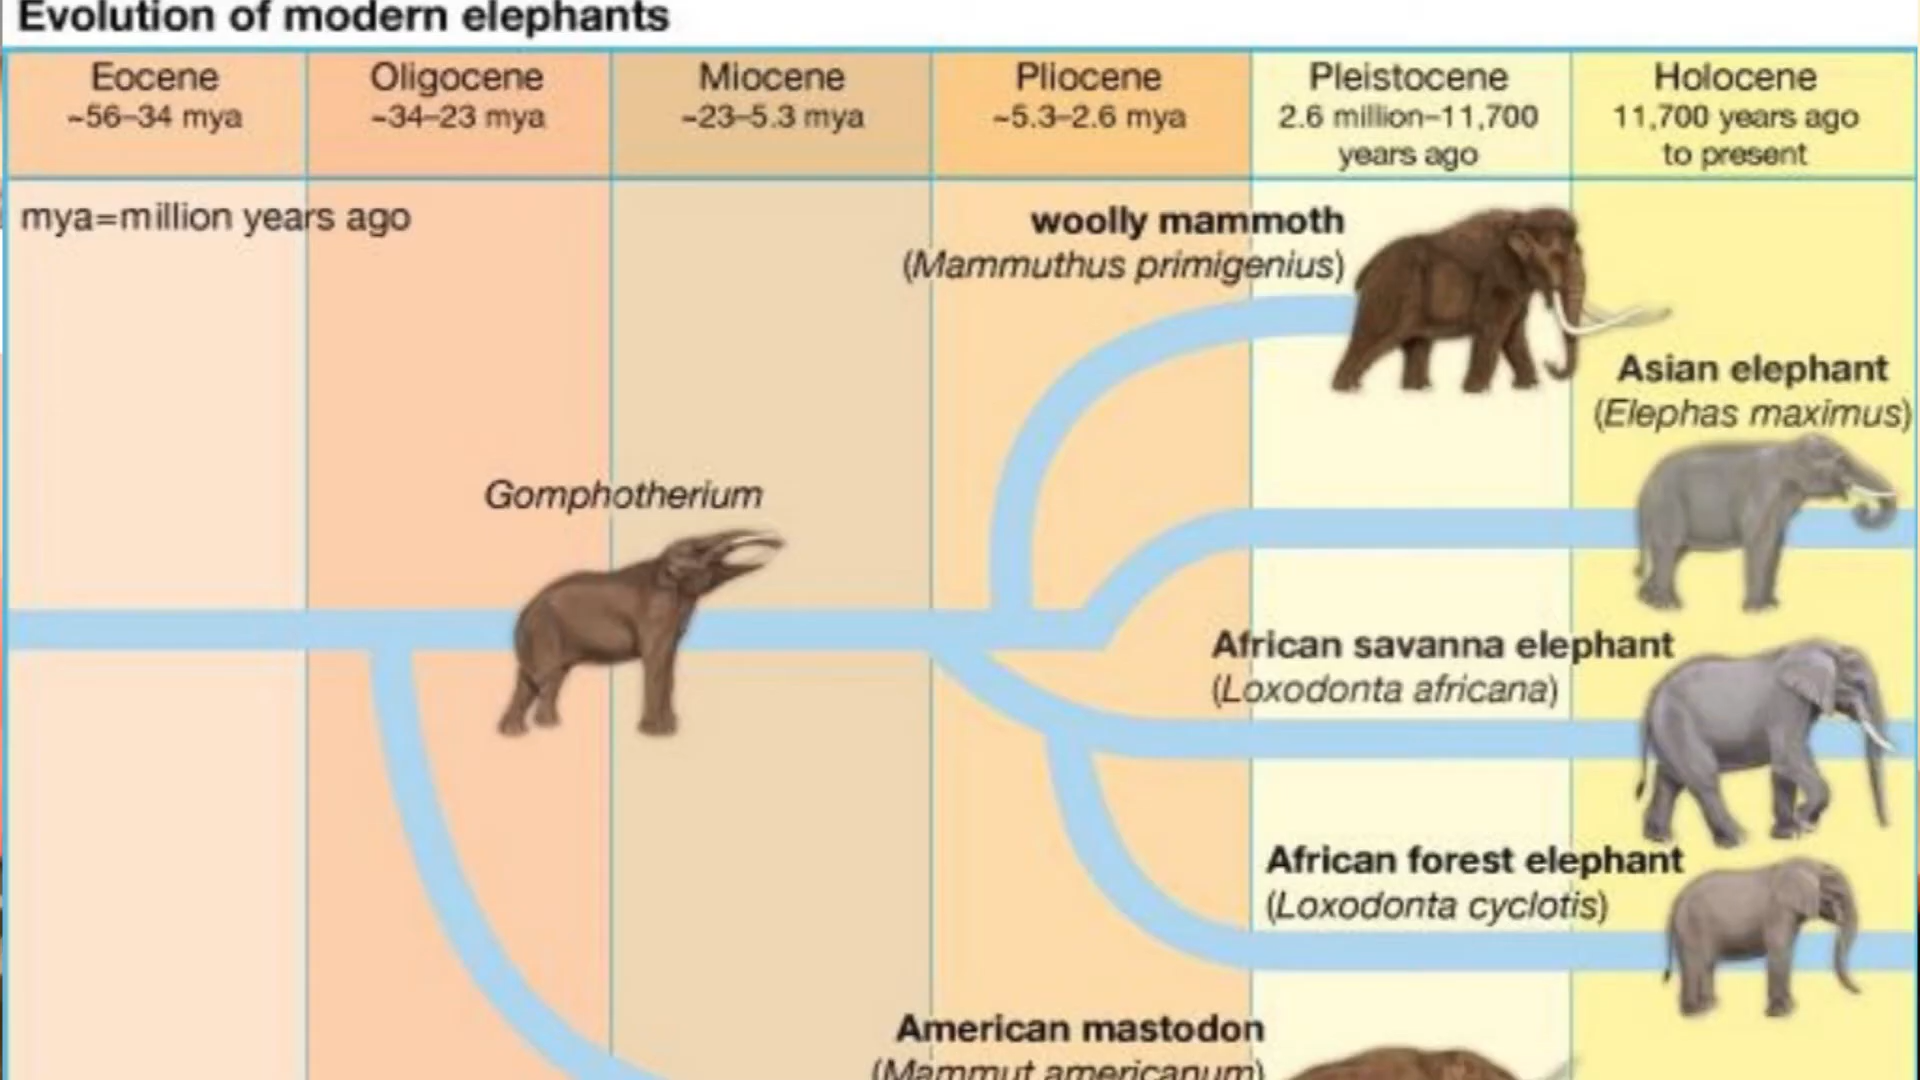 Evolution of modern elephants
Eocene
~56–34 mya
Oligocene
~34–23 mya
Miocene
~23–5.3 mya
Pliocene
~5.3–2.6 mya
Pleistocene
2.6 million–11,700
years ago
Holocene
11,700 years ago
to present
mya=million years ago
woolly mammoth
(Mammuthus primigenius)
Asian elephant
(Elephas maximus)
Gomphotherium
African savanna elephant
(Loxodonta africana)
African forest elephant
(Loxodonta cyclotis)
American mastodon
(Mammut americanum)